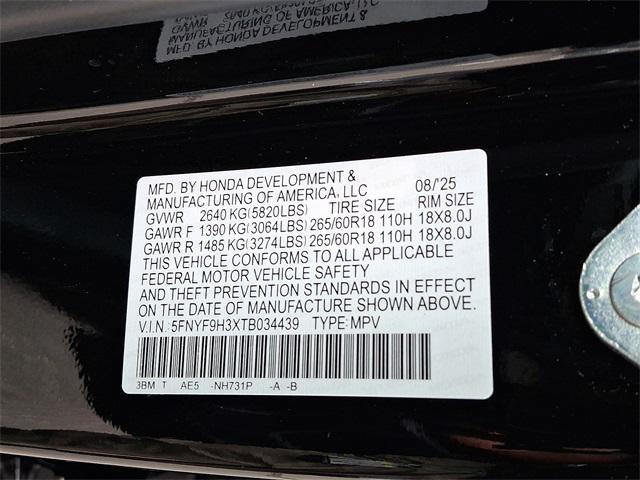 MFD. BY HONDA DEVELOPMENT &
MANUFACTURING OF AMERICA, LLC 08/'25
GVWR 2640 KG(5820LBS) TIRE SIZE RIM SIZE
GAWR F 1390 KG(3064LBS) 265/60R18 110H 18X8.0J
GAWR R 1485 KG(3274LBS) 265/60R18 110H 18X8.0J
THIS VEHICLE CONFORMS TO ALL APPLICABLE
FEDERAL MOTOR VEHICLE SAFETY
AND THEFT PREVENTION STANDARDS IN EFFECT
ON THE DATE OF MANUFACTURE SHOWN ABOVE.
V.I.N.: 5FNYF9H3XTB034439 TYPE: MPV
3BM T AE5 -NH731P -A -B